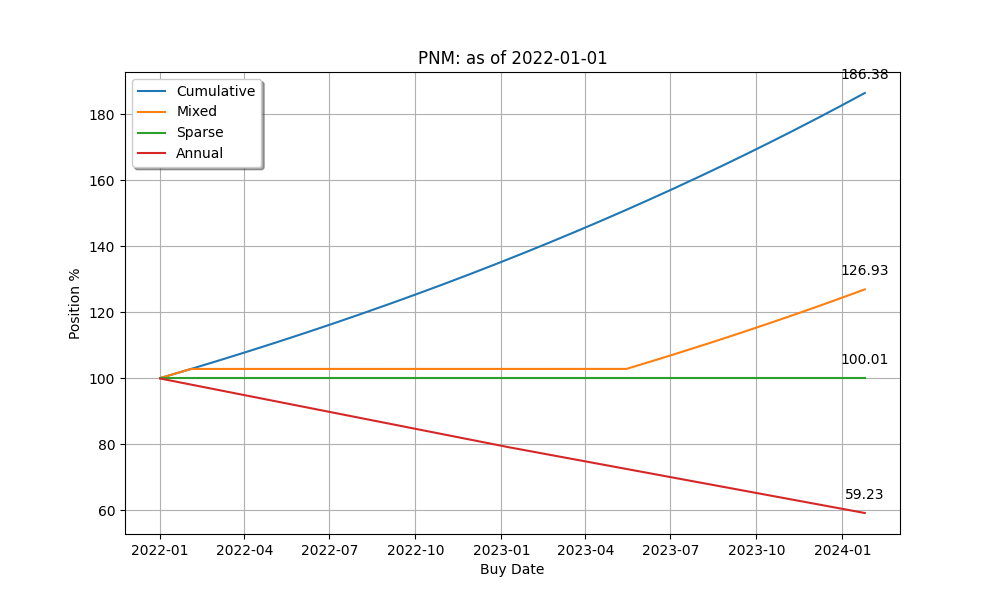 PNM: as of 2022-01-01
186.38
Cumulative
Mixed
Sparse
Annual
180
160
140
120
100
80
60
126.93
100.01
59.23
Position %
2022-01 2022-04 2022-07 2022-10 2023-01 2023-04 2023-07 2023-10 2024-01
Buy Date